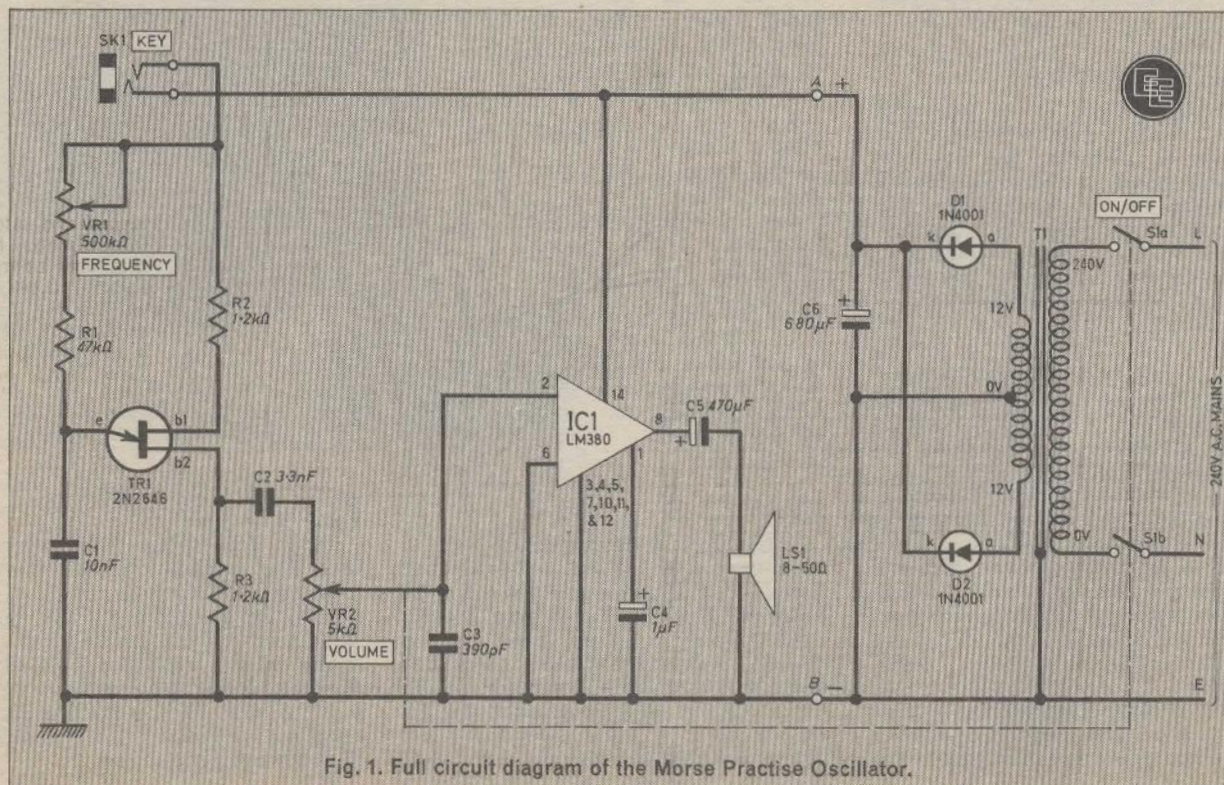 SK1 KEY
A +
VR1
500kΩ
FREQUENCY
R1
47kΩ
R2
1·2kΩ
e
b1
b2
TR1
2N2646
C1
10nF
C2 3·3nF
R3
1·2kΩ
VR2
5kΩ
VOLUME
C3
390pF
2
6
IC1
LM380
14
8
1
3,4,5,
7,10,11,
& 12
C5 470µF
+
C4
1µF
+
LS1
8-50Ω
B −
C6
680µF
+
D1
1N4001
k
a
12V
0V
12V
k
a
D2
1N4001
T1
240V
0V
ON/OFF
S1a
L
S1b
N
E
240V A.C. MAINS
Fig. 1. Full circuit diagram of the Morse Practise Oscillator.